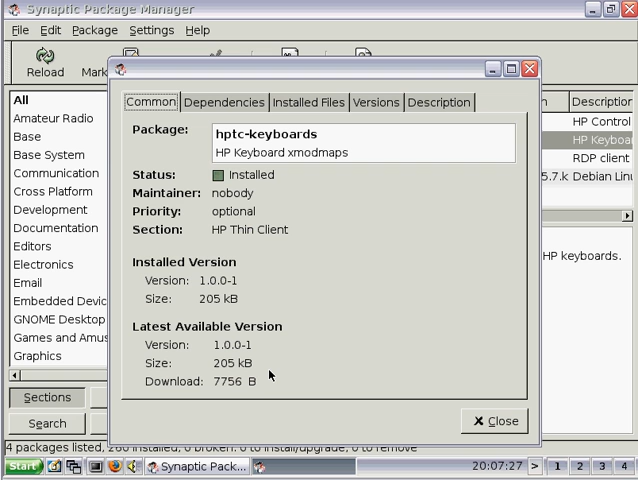 Synaptic Package Manager
File Edit Package Settings Help
Reload Mark
All
Amateur Radio
Base
Base System
Communication
Cross Platform
Development
Documentation
Editors
Electronics
Email
Embedded Devic
GNOME Desktop
Games and Amus
Graphics
Sections
Search
Common Dependencies Installed Files Versions Description
Package: hptc-keyboards
HP Keyboard xmodmaps
Status: Installed
Maintainer: nobody
Priority: optional
Section: HP Thin Client
Installed Version
Version: 1.0.0-1
Size: 205 kB
Latest Available Version
Version: 1.0.0-1
Size: 205 kB
Download: 7756 B
Close
n Description
HP Control
HP Keyboar
RDP client
5.7.k Debian Linu
HP keyboards.
4 packages listed, 260 installed, 0 broken. 0 to install/upgrade, 0 to remove
Start Synaptic Pack... 20:07:27 > 1 2 3 4